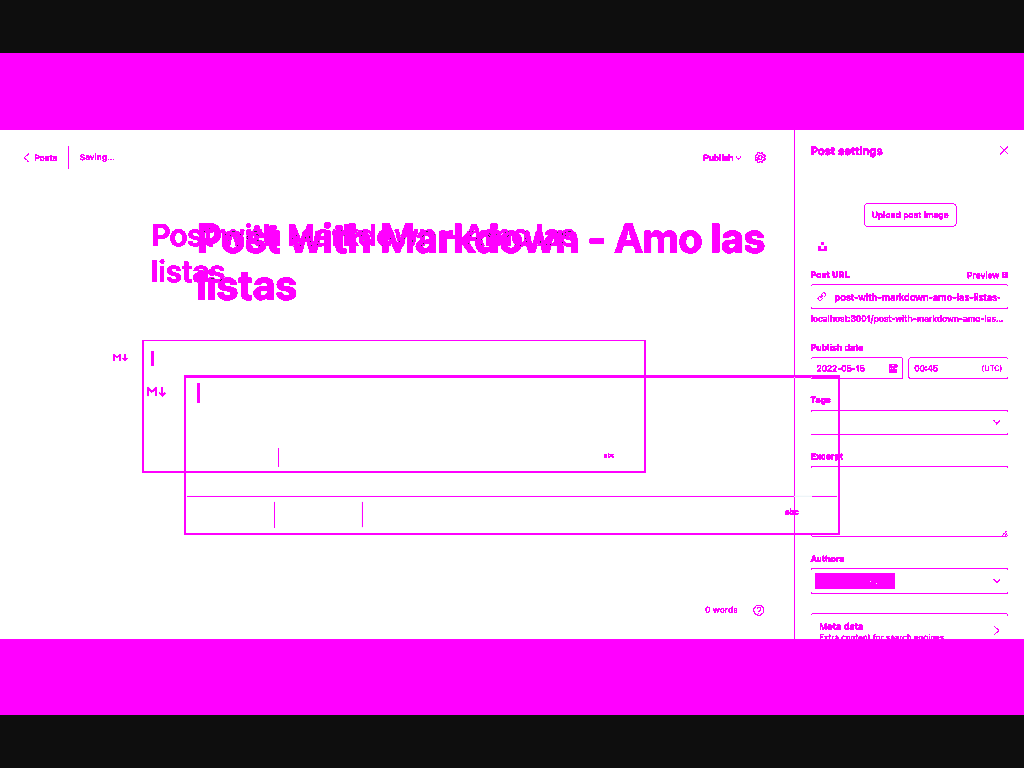 Posts
Saving...
Publish
Post settings
Upload post image
Post with Markdown - Amo las
listas
Post with Markdown - Amo las
listas
Post URL
Preview
post-with-markdown-amo-las-listas-
localhost:3001/post-with-markdown-amo-las...
Publish date
2022-05-15
00:45
(UTC)
M↓
M↓
Tags
abc
Excerpt
abc
Authors
0 words
Meta data
Extra content for search engines